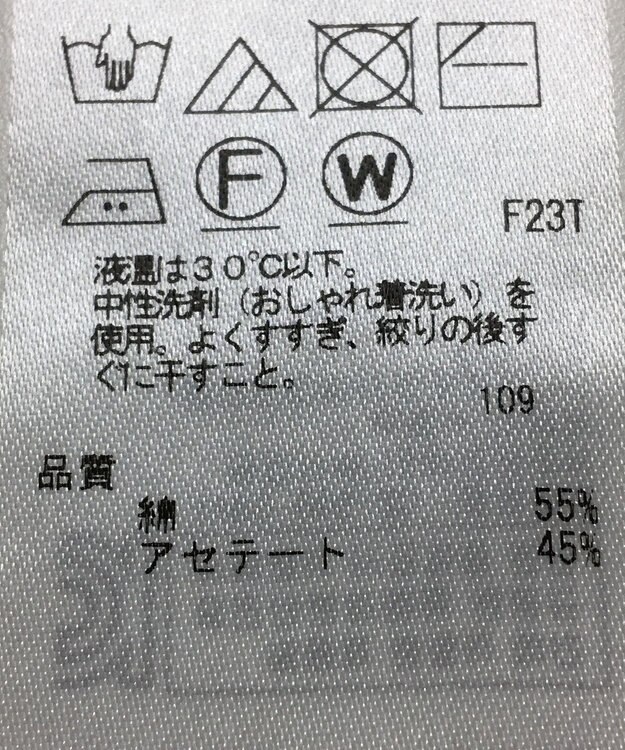 F W
F23T
液温は30℃以下。
中性洗剤（おしゃれ着洗い）を
使用。よくすすぎ、絞りの後す
ぐに干すこと。
109
品質
綿 55%
アセテート 45%